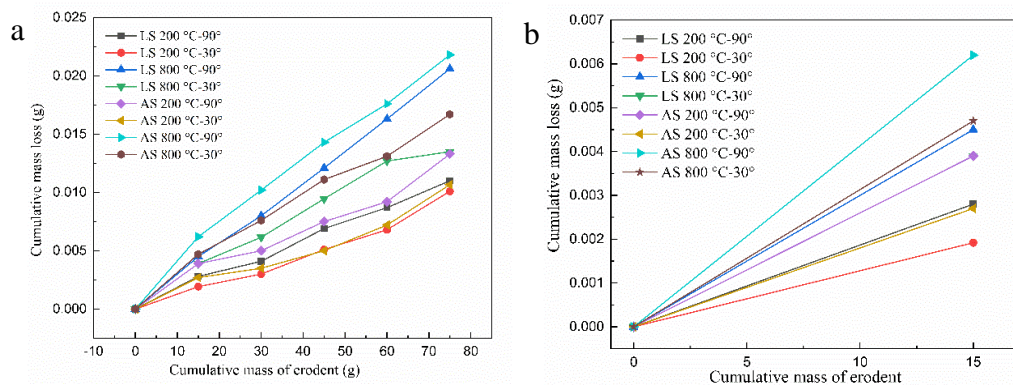 a
0.025
0.020
0.015
0.010
0.005
0.000
Cumulative mass loss (g)
LS 200 °C-90°
LS 200 °C-30°
LS 800 °C-90°
LS 800 °C-30°
AS 200 °C-90°
AS 200 °C-30°
AS 800 °C-90°
AS 800 °C-30°
-10 0 10 20 30 40 50 60 70 80
Cumulative mass of erodent (g)
b
0.007
0.006
0.005
0.004
0.003
0.002
0.001
0.000
Cumulative mass loss (g)
LS 200 °C-90°
LS 200 °C-30°
LS 800 °C-90°
LS 800 °C-30°
AS 200 °C-90°
AS 200 °C-30°
AS 800 °C-90°
AS 800 °C-30°
0 5 10 15
Cumulative mass of erodent